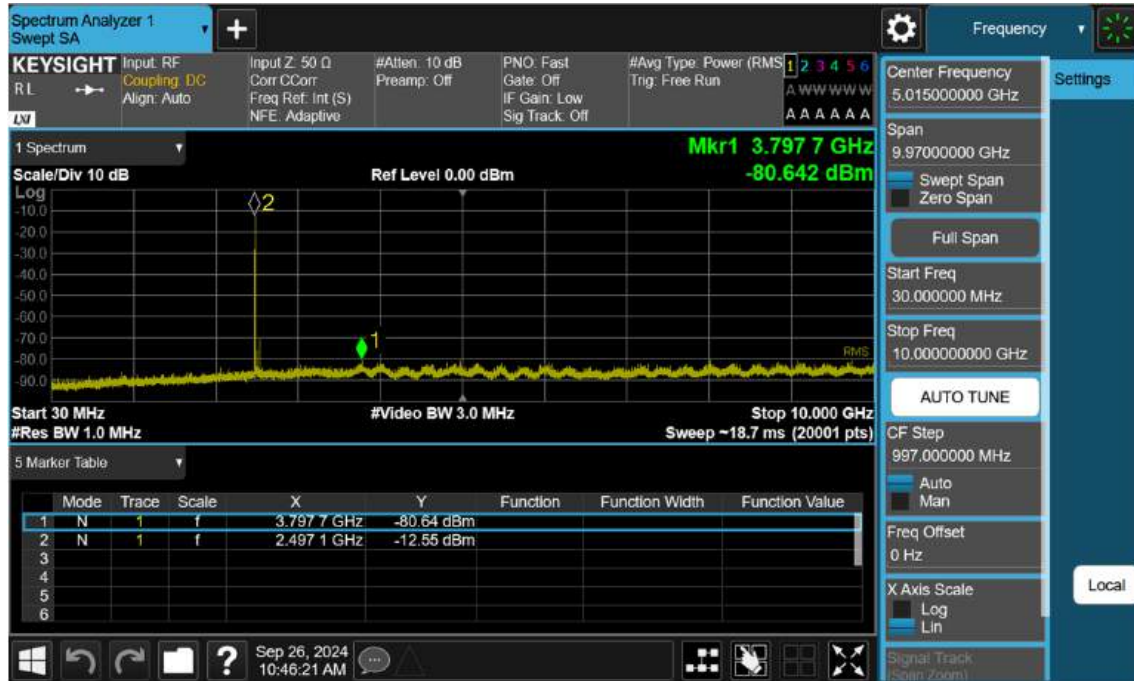 Spectrum Analyzer 1
Swept SA
Frequency
KEYSIGHT
RL
LXI
Input: RF
Coupling: DC
Align: Auto
Input Z: 50 Ω
Corr CCorr
Freq Ref: Int (S)
NFE: Adaptive
#Atten: 10 dB
Preamp: Off
PNO: Fast
Gate: Off
IF Gain: Low
Sig Track: Off
#Avg Type: Power (RMS
Trig: Free Run
1 2 3 4 5 6
A W W W W W
A A A A A A
1 Spectrum
Scale/Div 10 dB
Ref Level 0.00 dBm
Mkr1 3.797 7 GHz
-80.642 dBm
Log
-10.0
-20.0
-30.0
-40.0
-50.0
-60.0
-70.0
-80.0
-90.0
2
1
RMS
Start 30 MHz
#Video BW 3.0 MHz
Stop 10.000 GHz
#Res BW 1.0 MHz
Sweep ~18.7 ms (20001 pts)
5 Marker Table
Mode Trace Scale X Y Function Function Width Function Value
1 N 1 f 3.797 7 GHz -80.64 dBm
2 N 1 f 2.497 1 GHz -12.55 dBm
3
4
5
6
Sep 26, 2024
10:46:21 AM
?
Center Frequency
5.015000000 GHz
Span
9.97000000 GHz
Swept Span
Zero Span
Full Span
Start Freq
30.000000 MHz
Stop Freq
10.000000000 GHz
AUTO TUNE
CF Step
997.000000 MHz
Auto
Man
Freq Offset
0 Hz
X Axis Scale
Log
Lin
Signal Track
(Span Zoom)
Settings
Local